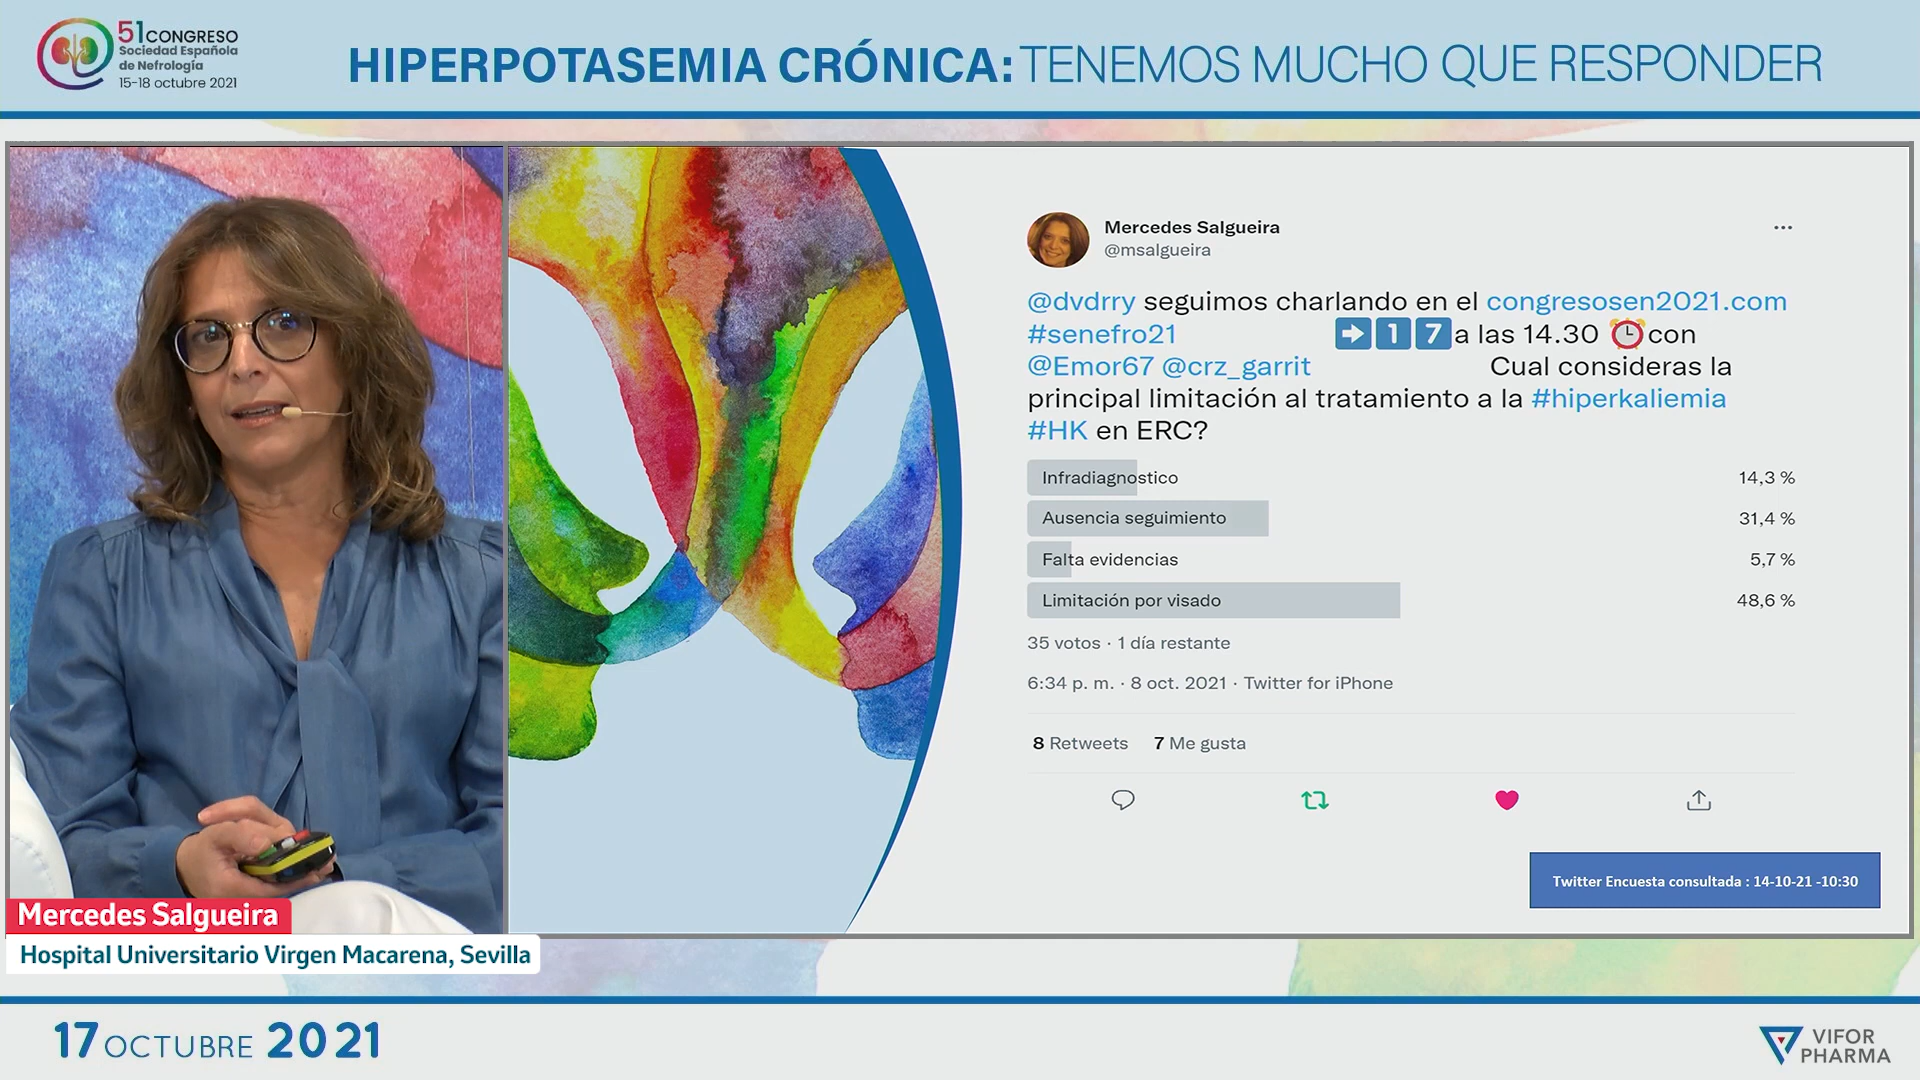 51 CONGRESO
Sociedad Española
de Nefrología
15-18 octubre 2021
HIPERPOTASEMIA CRÓNICA: TENEMOS MUCHO QUE RESPONDER
Mercedes Salgueira
@msalgueira
@dvdrry seguimos charlando en el congresosen2021.com
#senefro21 ➡️1️⃣7️⃣a las 14.30 ⏰con
@Emor67 @crz_garrit Cual consideras la
principal limitación al tratamiento a la #hiperkaliemia
#HK en ERC?
Infradiagnostico 14,3 %
Ausencia seguimiento 31,4 %
Falta evidencias 5,7 %
Limitación por visado 48,6 %
35 votos · 1 día restante
6:34 p. m. · 8 oct. 2021 · Twitter for iPhone
8 Retweets 7 Me gusta
Twitter Encuesta consultada : 14-10-21 -10:30
Mercedes Salgueira
Hospital Universitario Virgen Macarena, Sevilla
17 OCTUBRE 2021
VIFOR
PHARMA